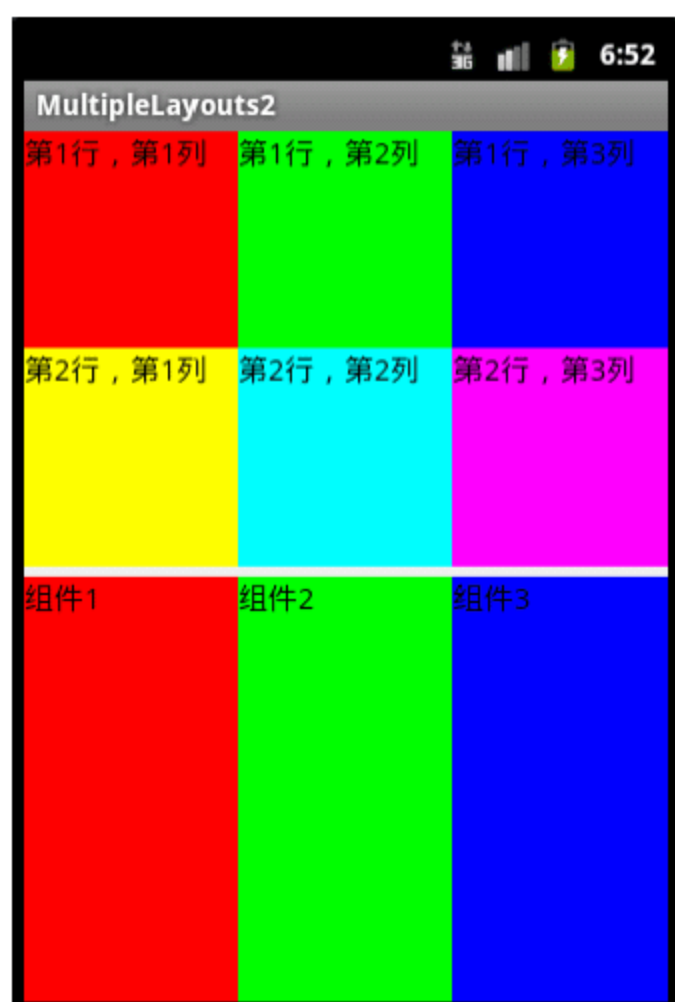 3G 6:52
MultipleLayouts2
第1行，第1列 第1行，第2列 第1行，第3列
第2行，第1列 第2行，第2列 第2行，第3列
组件1 组件2 组件3